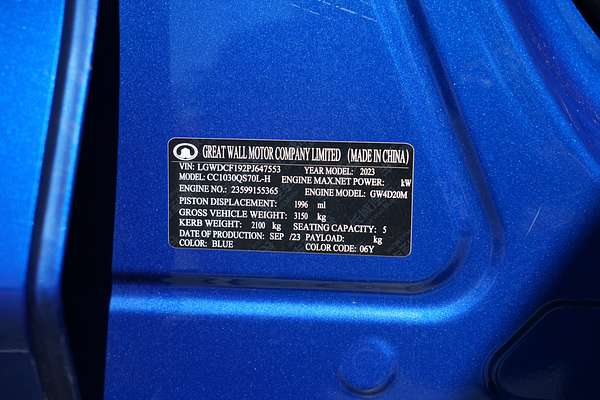 GREAT WALL MOTOR COMPANY LIMITED (MADE IN CHINA)
VIN: LGWDCF192PJ647553 YEAR MODEL: 2023
MODEL: CC1030QS70L-H ENGINE MAX.NET POWER: kW
ENGINE NO.: 23599155365 ENGINE MODEL: GW4D20M
PISTON DISPLACEMENT: 1996 ml
GROSS VEHICLE WEIGHT: 3150 kg
KERB WEIGHT: 2100 kg SEATING CAPACITY: 5
DATE OF PRODUCTION: SEP /23 PAYLOAD: kg
COLOR: BLUE COLOR CODE: 06Y